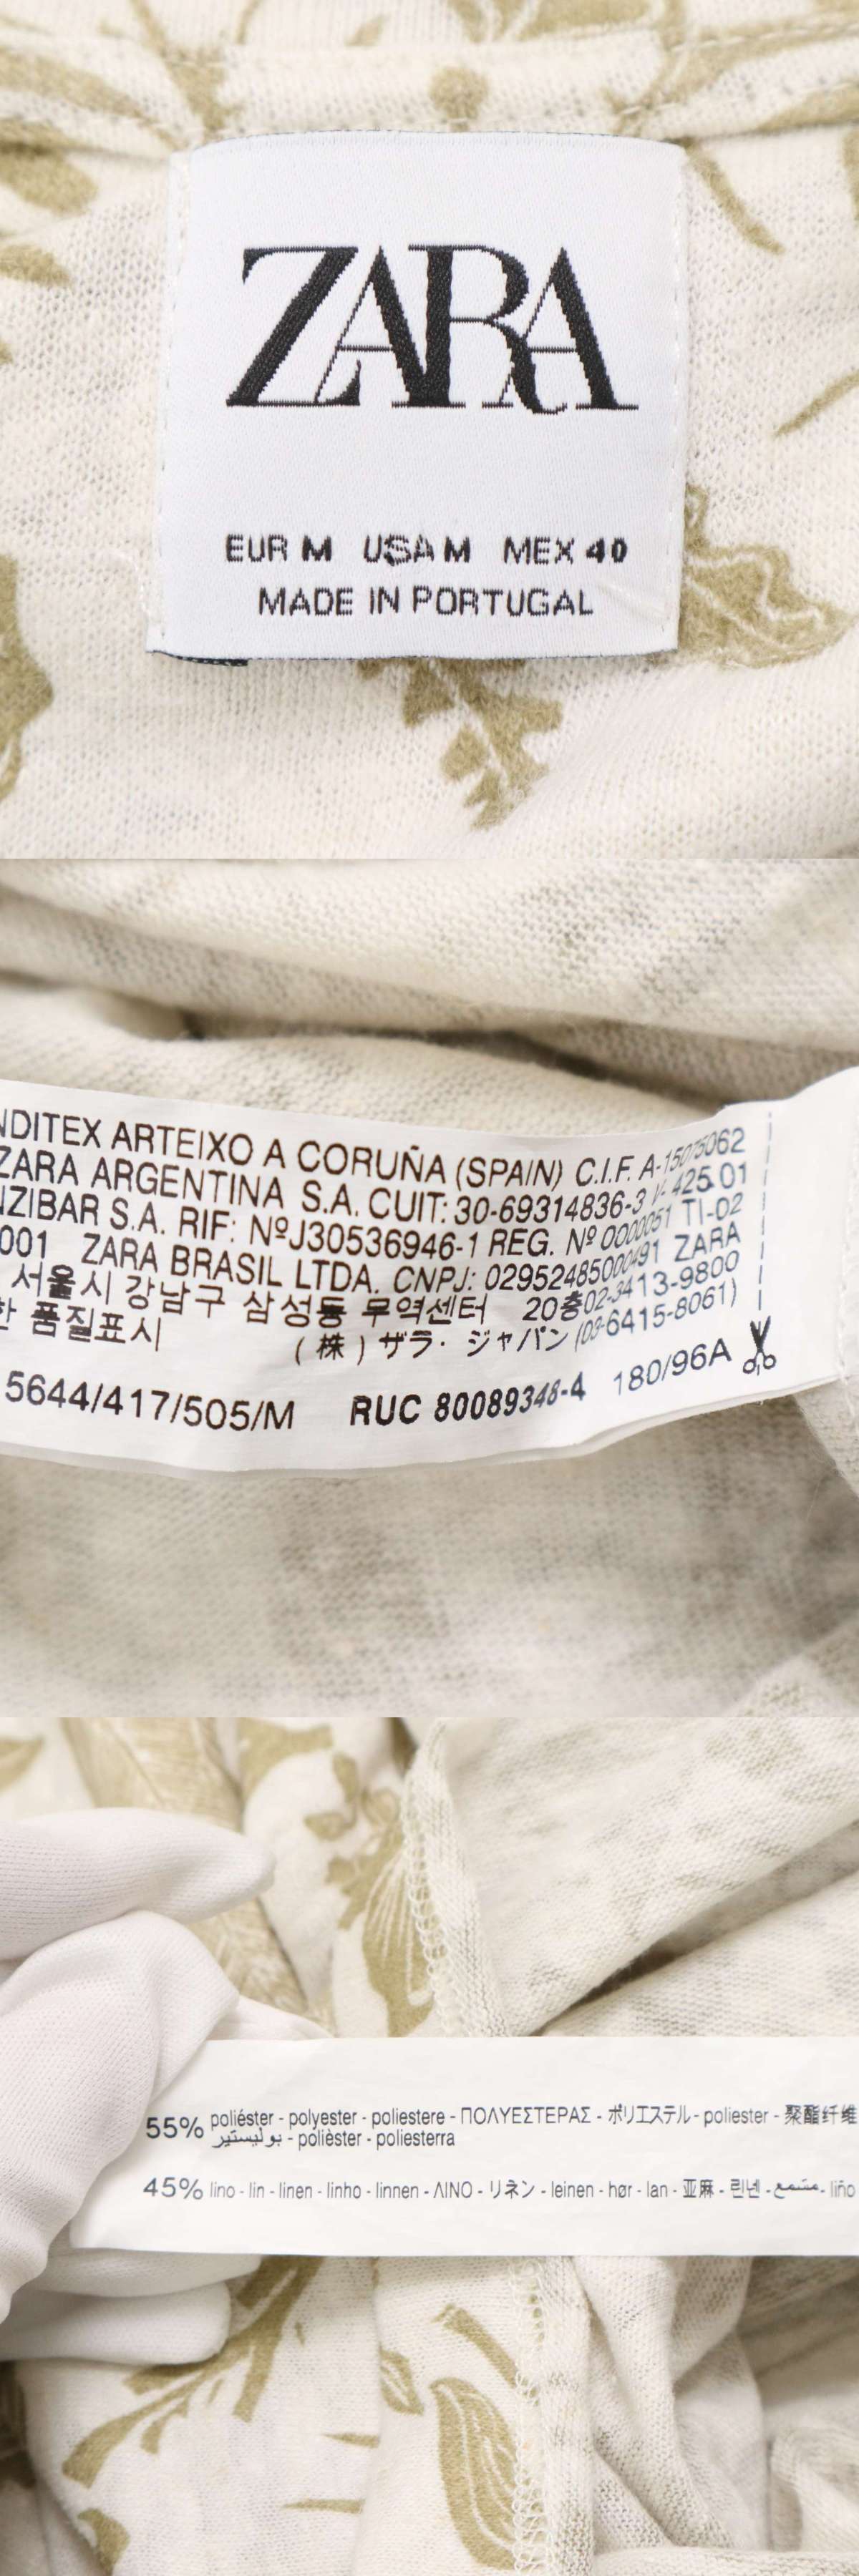 ZARA
EUR M USA M MEX 40
MADE IN PORTUGAL
NDITEX ARTEIXO A CORUÑA (SPAIN) C.I.F. A-15075062
ZARA ARGENTINA S.A. CUIT: 30-69314836-3 V-425.01
NZIBAR S.A. RIF: NºJ30536946-1 REG. Nº 0000051 TI-02
001 ZARA BRASIL LTDA. CNPJ: 02952485000491 ZARA
서울시 강남구 삼성동 무역센터 20층02-3413-9800
한 품질표시 (株) ザラ· ジャパン (03-6415-8061)
5644/417/505/M RUC 80089348-4 180/96A
55% poliéster - polyester - poliestere - ΠΟΛΥΕΣΤΕΡΑΣ - ポリエステル - poliester - 聚酯纤维
بوليستير - polièster - poliesterra
45% lino - lin - linen - linho - linnen - ΛΙΝΟ - リネン - leinen - hør - lan - 亚麻 - 린넨 - مشمع - liño